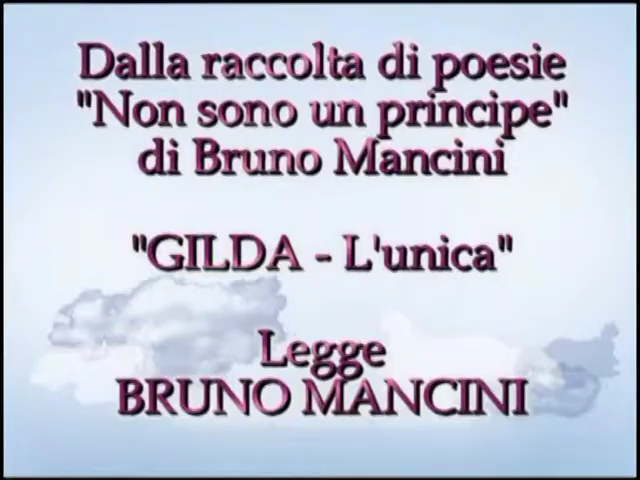 Dalla raccolta di poesie
"Non sono un principe"
di Bruno Mancini
"GILDA - L'unica"
Legge
BRUNO MANCINI